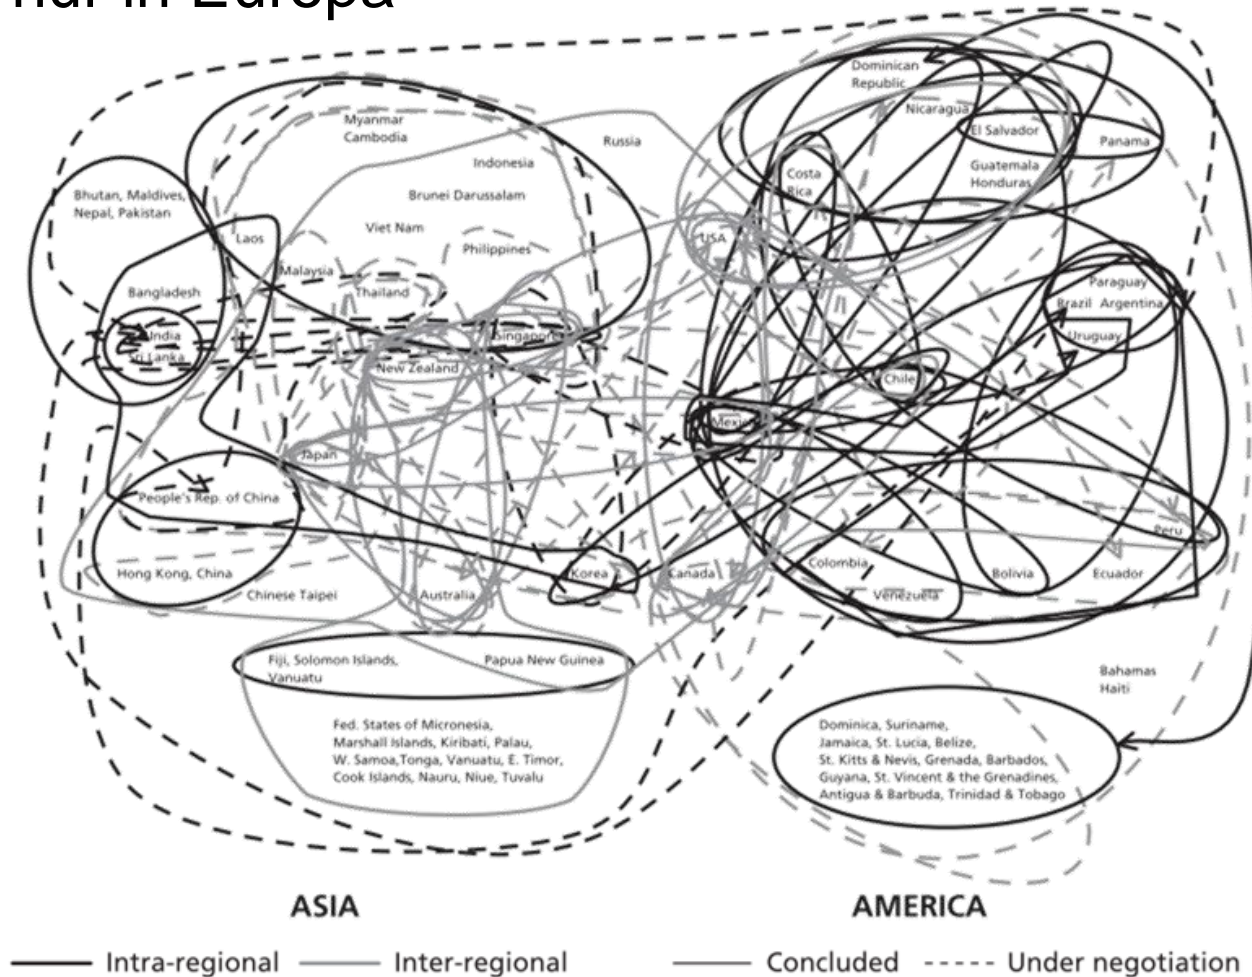 nur in Europa
Dominican
Republic
Nicaragua
El Salvador
Panama
Guatemala
Honduras
Costa
Rica
Myanmar
Cambodia
Russia
Indonesia
Bhutan, Maldives,
Nepal, Pakistan
Brunei Darussalam
Viet Nam
Laos
Philippines
USA
Malaysia
Thailand
Bangladesh
Paraguay
Brazil Argentina
Uruguay
India
Sri Lanka
Singapore
New Zealand
Chile
Mexico
Japan
People's Rep. of China
Peru
Hong Kong, China
Korea
Canada
Colombia
Bolivia
Ecuador
Chinese Taipei
Australia
Venezuela
Fiji, Solomon Islands,
Vanuatu
Papua New Guinea
Bahamas
Haiti
Fed. States of Micronesia,
Marshall Islands, Kiribati, Palau,
W. Samoa,Tonga, Vanuatu, E. Timor,
Cook Islands, Nauru, Niue, Tuvalu
Dominica, Suriname,
Jamaica, St. Lucia, Belize,
St. Kitts & Nevis, Grenada, Barbados,
Guyana, St. Vincent & the Grenadines,
Antigua & Barbuda, Trinidad & Tobago
ASIA
AMERICA
Intra-regional
Inter-regional
Concluded
Under negotiation